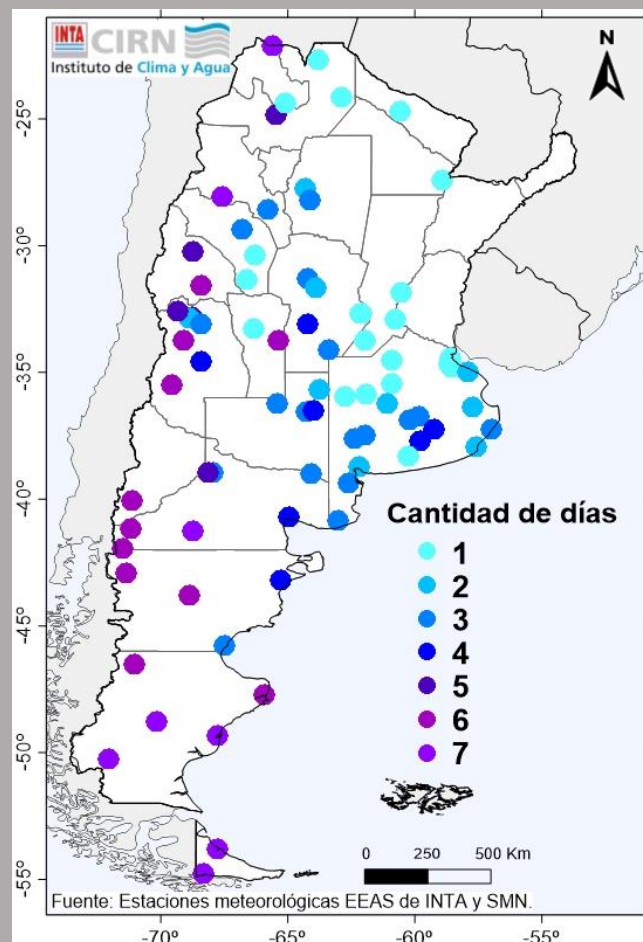 INTA CIRN
Instituto de Clima y Agua
N
-25°
-30°
-35°
-40°
-45°
-50°
-55°
Cantidad de días
1
2
3
4
5
6
7
0 250 500 Km
Fuente: Estaciones meteorológicas EEAS de INTA y SMN.
-70° -65° -60° -55°